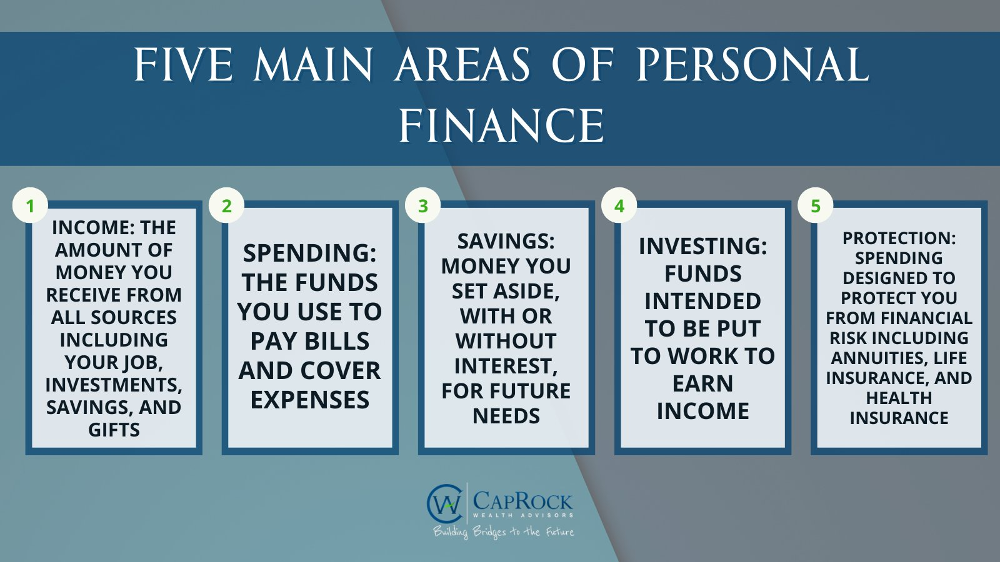 FIVE MAIN AREAS OF PERSONAL
FINANCE
1
INCOME: THE
AMOUNT OF
MONEY YOU
RECEIVE FROM
ALL SOURCES
INCLUDING
YOUR JOB,
INVESTMENTS,
SAVINGS, AND
GIFTS
2
SPENDING:
THE FUNDS
YOU USE TO
PAY BILLS
AND COVER
EXPENSES
3
SAVINGS:
MONEY YOU
SET ASIDE,
WITH OR
WITHOUT
INTEREST,
FOR FUTURE
NEEDS
4
INVESTING:
FUNDS
INTENDED
TO BE PUT
TO WORK TO
EARN
INCOME
5
PROTECTION:
SPENDING
DESIGNED TO
PROTECT YOU
FROM FINANCIAL
RISK INCLUDING
ANNUITIES, LIFE
INSURANCE, AND
HEALTH
INSURANCE
CW
CAPROCK
WEALTH ADVISORS
Building Bridges to the Future